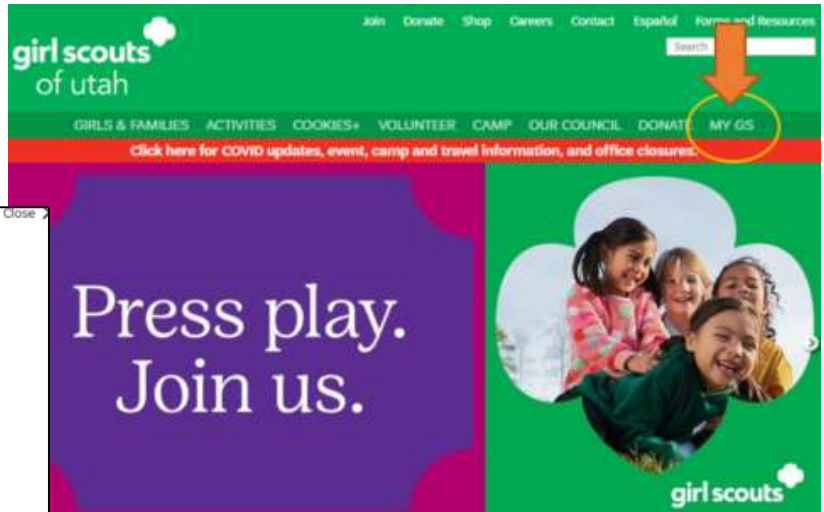 Join Donate Shop Careers Contact Español Forms and Resources
girl scouts
of utah
Search
GIRLS & FAMILIES ACTIVITIES COOKIES+ VOLUNTEER CAMP OUR COUNCIL DONATE MY GS
Click here for COVID updates, event, camp and travel information, and office closures.
Close X
Press play.
Join us.
girl scouts